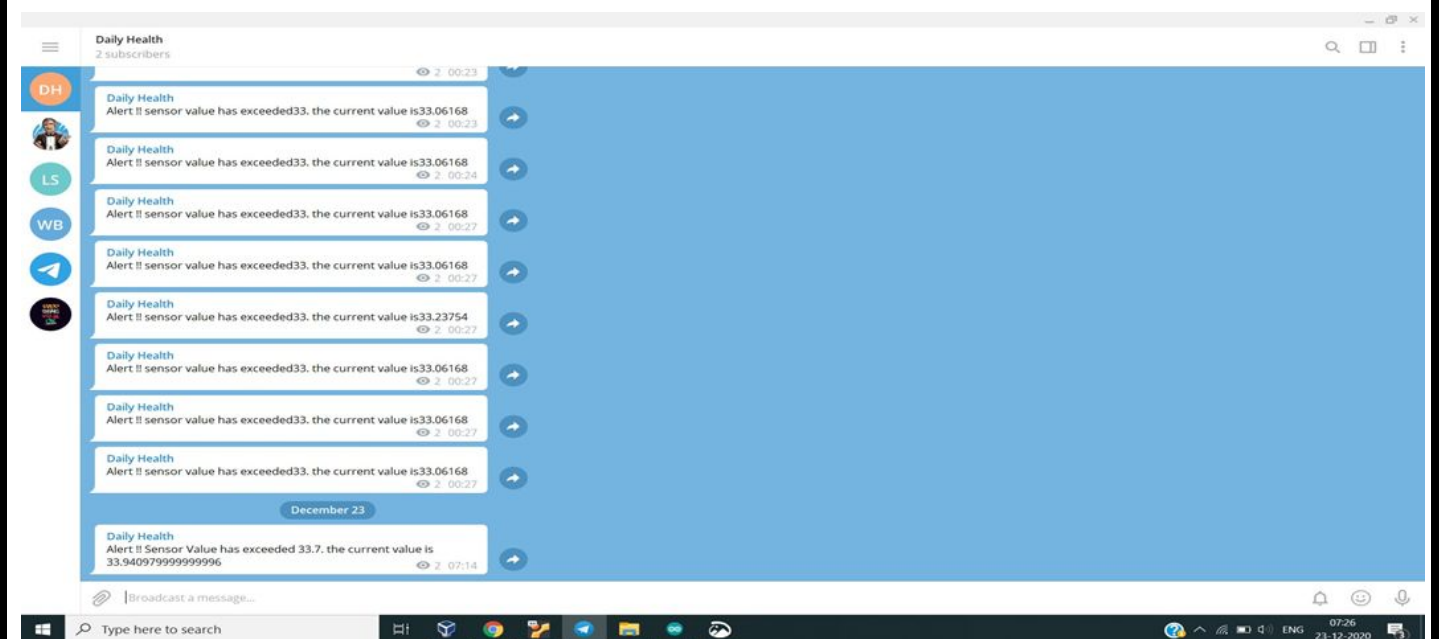 Daily Health
2 subscribers
2 00:23
DH
Daily Health
Alert !! sensor value has exceeded33. the current value is33.06168
2 00:23
Daily Health
Alert !! sensor value has exceeded33. the current value is33.06168
2 00:24
LS
Daily Health
Alert !! sensor value has exceeded33. the current value is33.06168
2 00:27
WB
Daily Health
Alert !! sensor value has exceeded33. the current value is33.06168
2 00:27
Daily Health
Alert !! sensor value has exceeded33. the current value is33.23754
2 00:27
Daily Health
Alert !! sensor value has exceeded33. the current value is33.06168
2 00:27
Daily Health
Alert !! sensor value has exceeded33. the current value is33.06168
2 00:27
Daily Health
Alert !! sensor value has exceeded33. the current value is33.06168
2 00:27
December 23
Daily Health
Alert !! Sensor Value has exceeded 33.7. the current value is
33.940979999999996
2 07:14
Broadcast a message...
Type here to search
ENG
07:26
23-12-2020